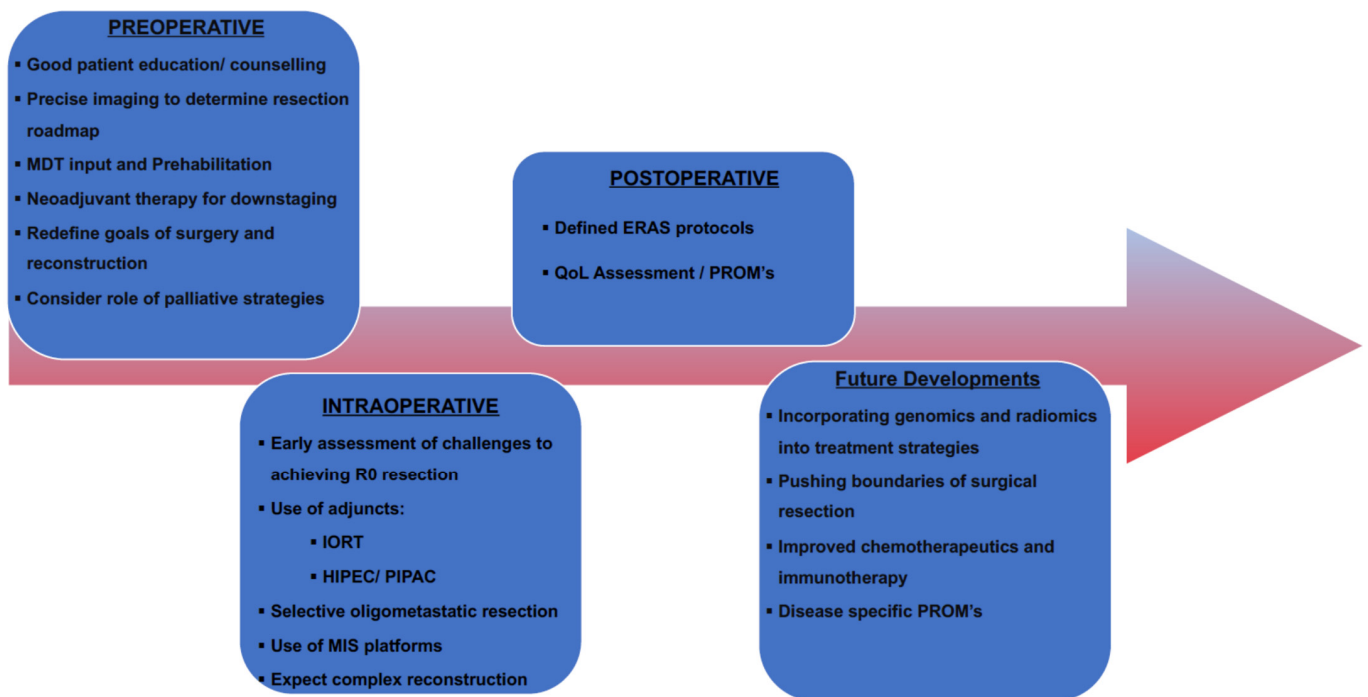 PREOPERATIVE
▪ Good patient education/ counselling
▪ Precise imaging to determine resection
roadmap
▪ MDT input and Prehabilitation
▪ Neoadjuvant therapy for downstaging
▪ Redefine goals of surgery and
reconstruction
▪ Consider role of palliative strategies
INTRAOPERATIVE
▪ Early assessment of challenges to
achieving R0 resection
▪ Use of adjuncts:
▪ IORT
▪ HIPEC/ PIPAC
▪ Selective oligometastatic resection
▪ Use of MIS platforms
▪ Expect complex reconstruction
POSTOPERATIVE
▪ Defined ERAS protocols
▪ QoL Assessment / PROM's
Future Developments
▪ Incorporating genomics and radiomics
into treatment strategies
▪ Pushing boundaries of surgical
resection
▪ Improved chemotherapeutics and
immunotherapy
▪ Disease specific PROM's